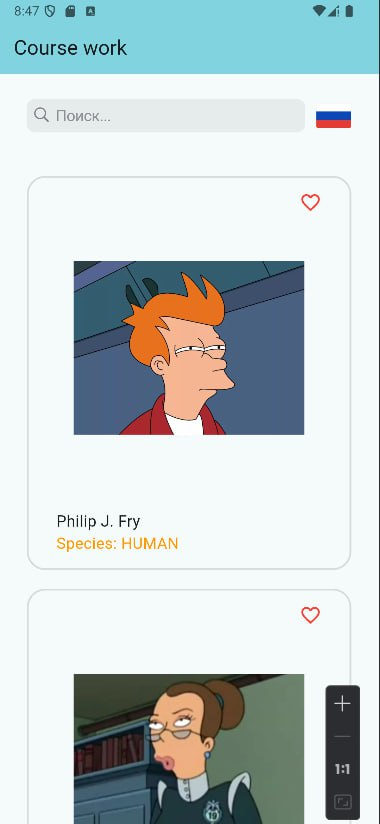 8:47
Course work
Поиск...
Philip J. Fry
Species: HUMAN
1:1